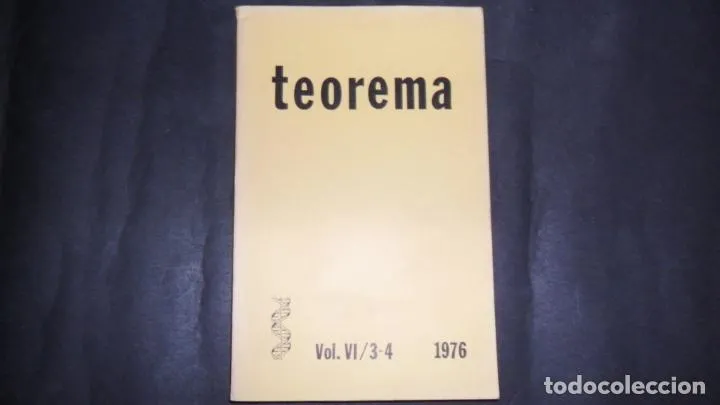 teorema
Vol. VI/3-4 1976
todocoleccion